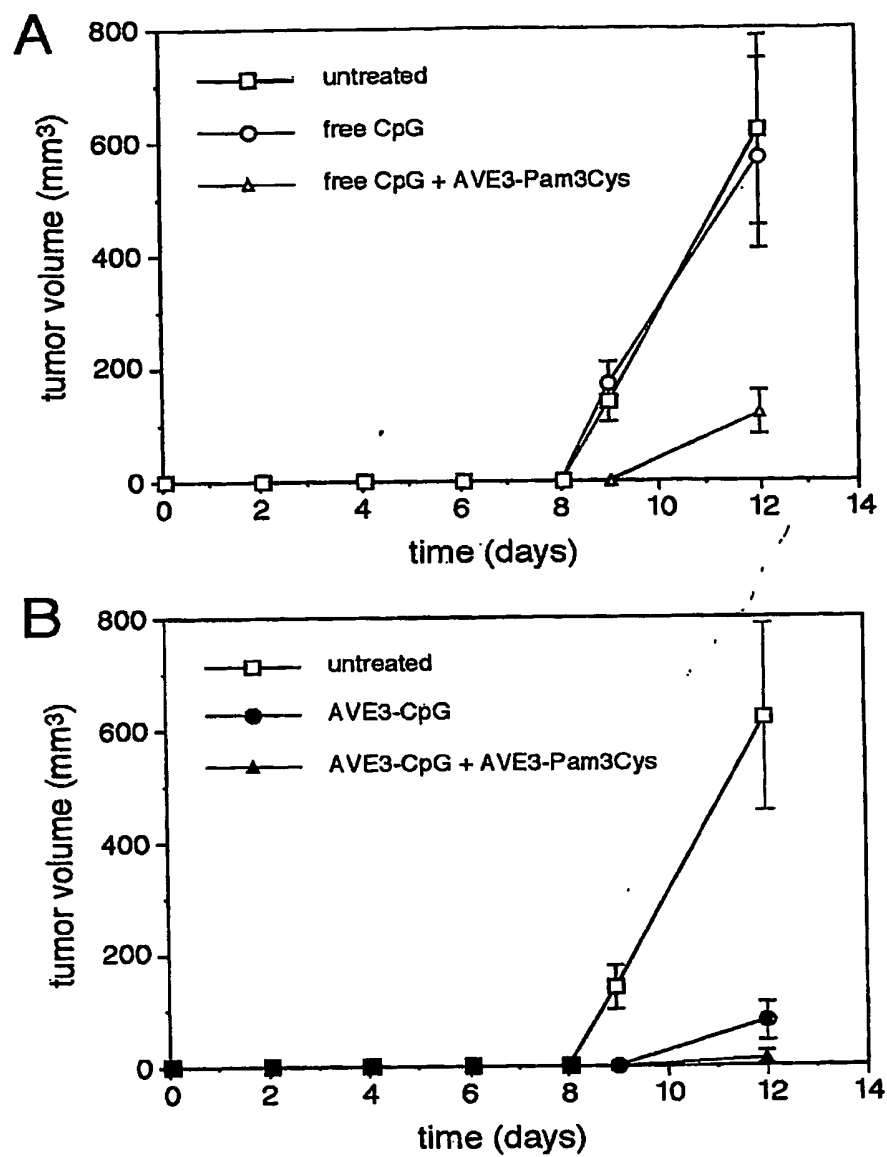 A
800
600
400
200
0
tumor volume (mm3)
untreated
free CpG
free CpG + AVE3-Pam3Cys
0 2 4 6 8 10 12 14
time (days)
B
800
600
400
200
0
tumor volume (mm3)
untreated
AVE3-CpG
AVE3-CpG + AVE3-Pam3Cys
0 2 4 6 8 10 12 14
time (days)